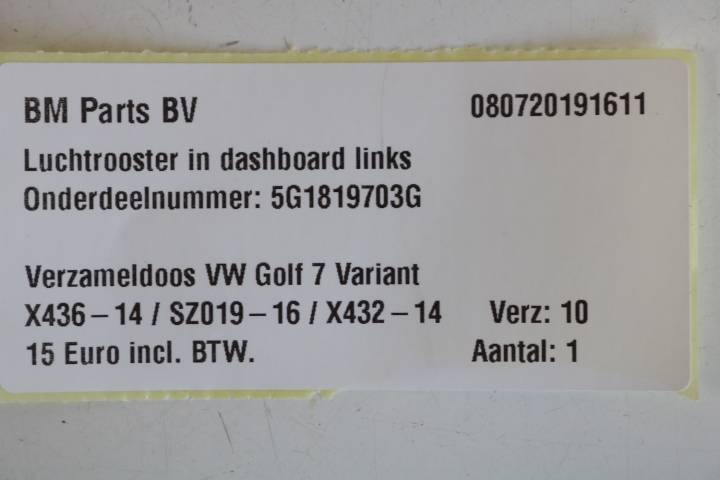 BM Parts BV 080720191611
Luchtrooster in dashboard links
Onderdeelnummer: 5G1819703G
Verzameldoos VW Golf 7 Variant
X436 – 14 / SZ019 – 16 / X432 – 14 Verz: 10
15 Euro incl. BTW. Aantal: 1